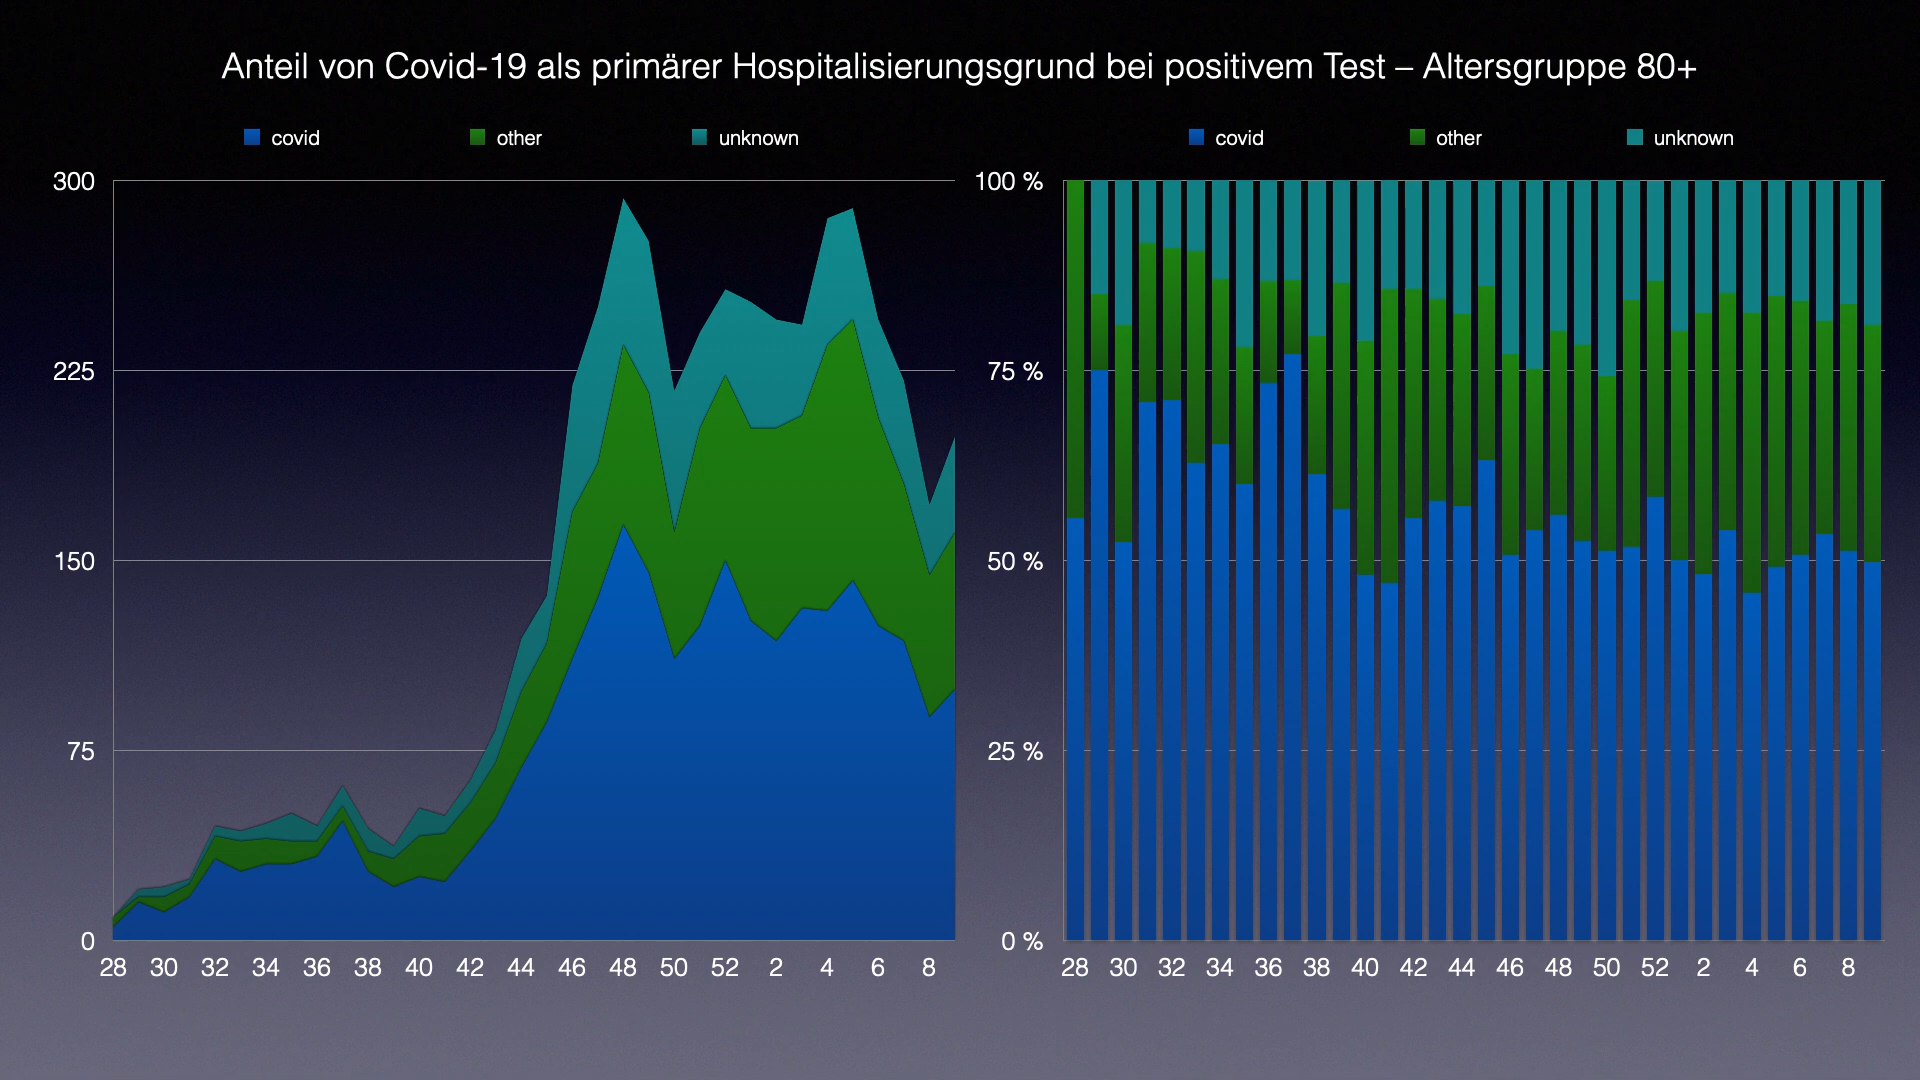 Anteil von Covid-19 als primärer Hospitalisierungsgrund bei positivem Test – Altersgruppe 80+
covid other unknown
300
225
150
75
0
28 30 32 34 36 38 40 42 44 46 48 50 52 2 4 6 8
covid other unknown
100 %
75 %
50 %
25 %
0 %
28 30 32 34 36 38 40 42 44 46 48 50 52 2 4 6 8